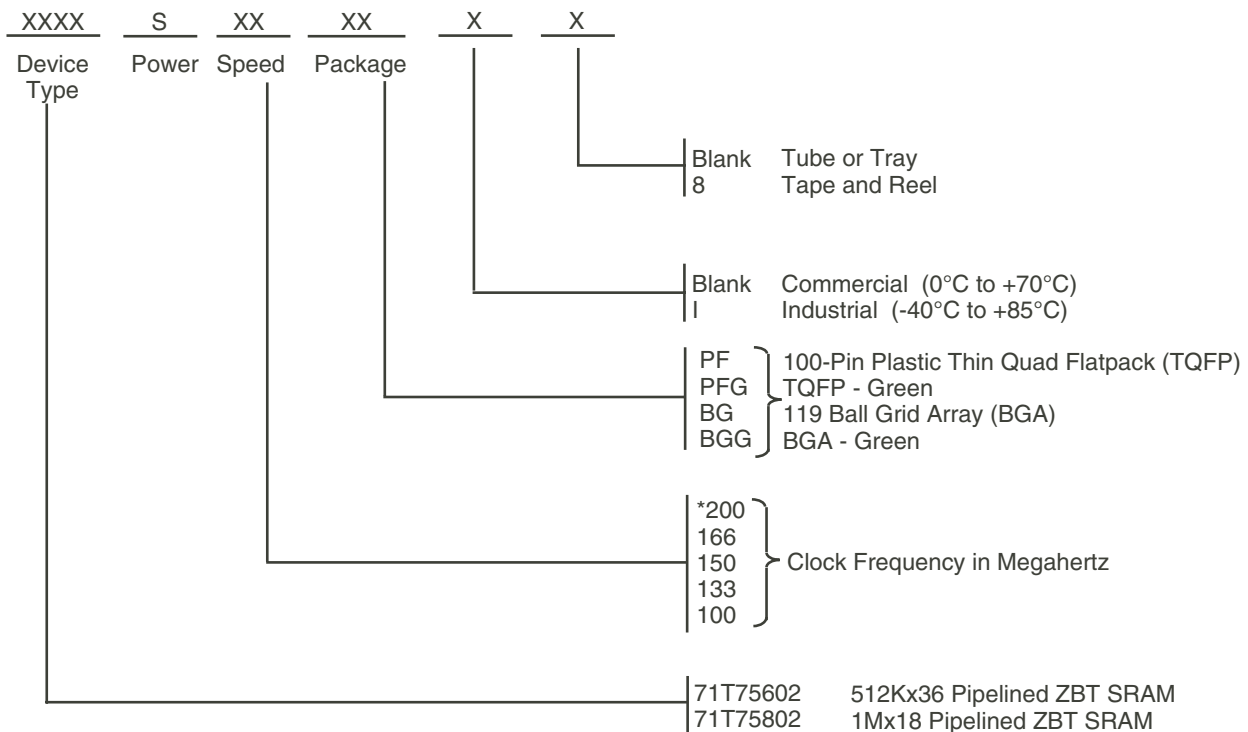 XXXX S XX XX X X
Device Type Power Speed Package
Blank Tube or Tray
8 Tape and Reel
Blank Commercial (0°C to +70°C)
I Industrial (-40°C to +85°C)
PF 100-Pin Plastic Thin Quad Flatpack (TQFP)
PFG TQFP - Green
BG 119 Ball Grid Array (BGA)
BGG BGA - Green
*200
166
150 Clock Frequency in Megahertz
133
100
71T75602 512Kx36 Pipelined ZBT SRAM
71T75802 1Mx18 Pipelined ZBT SRAM